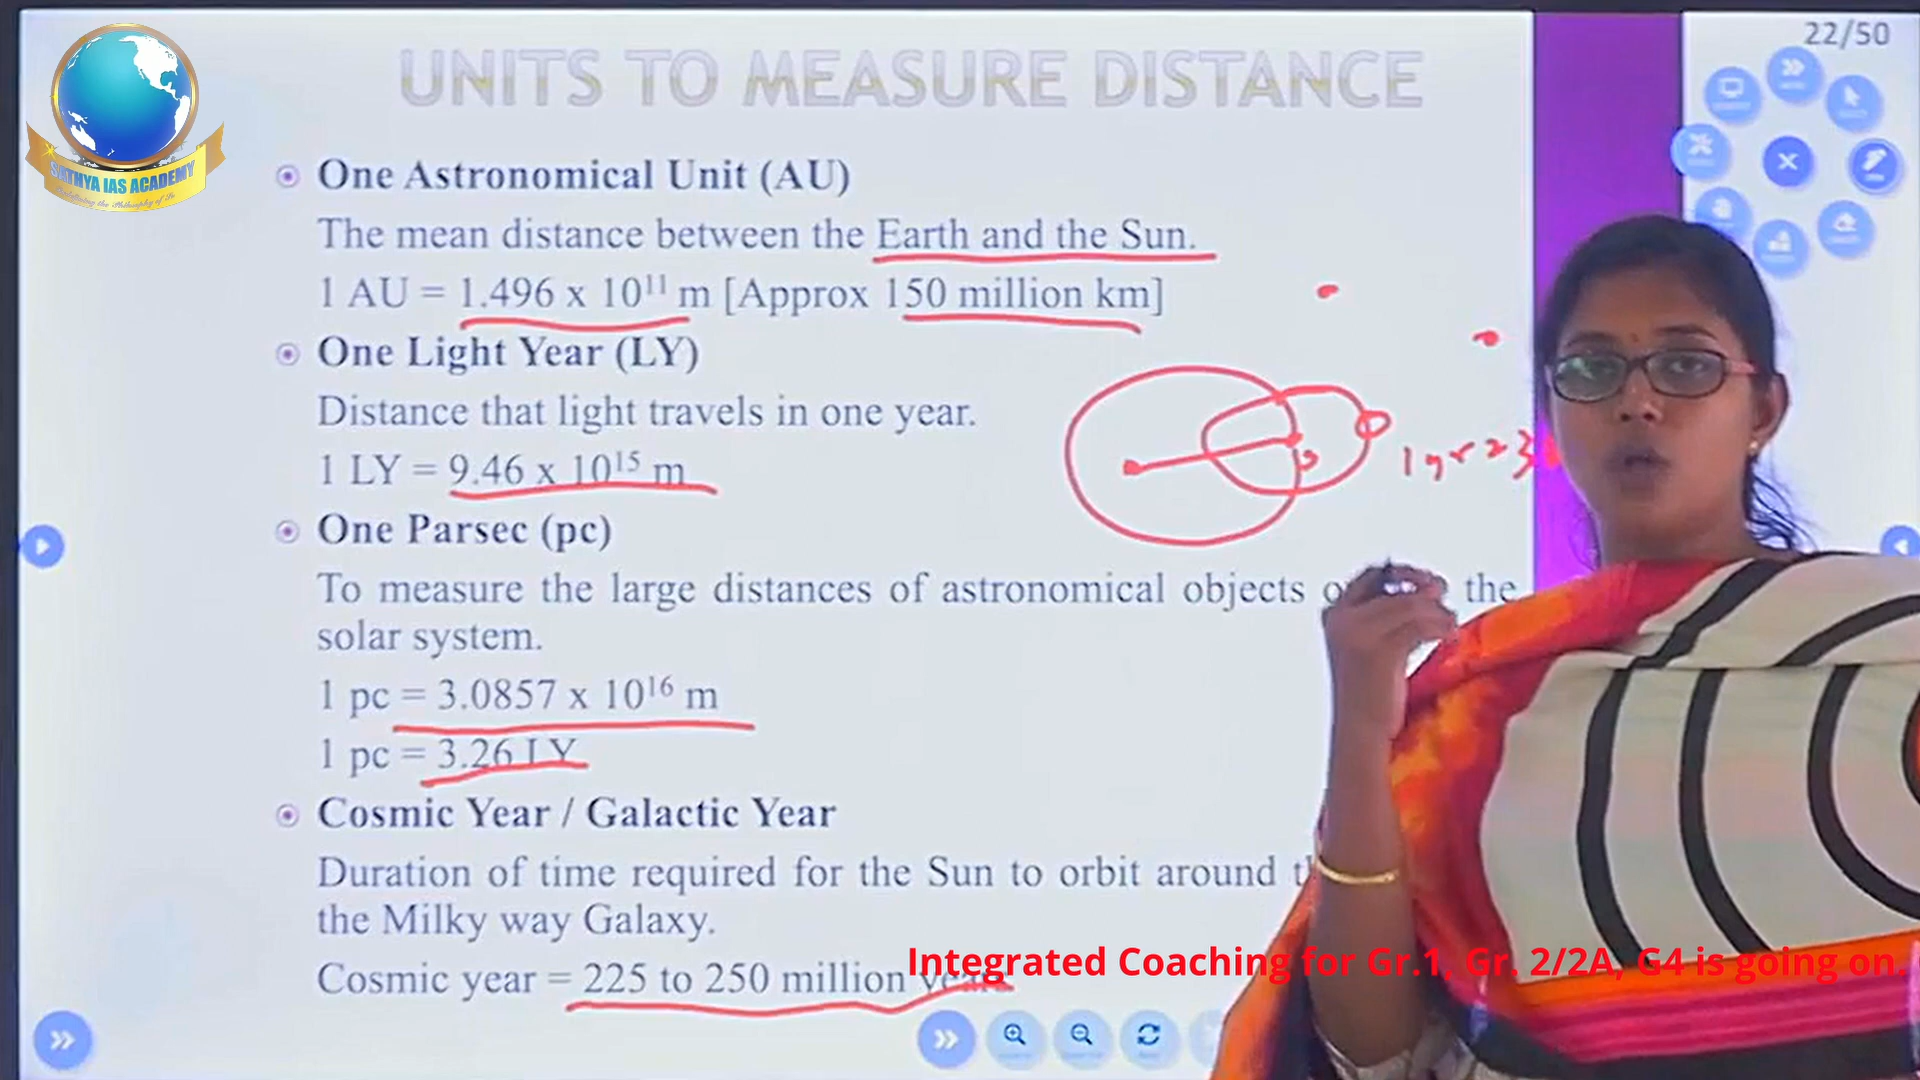 22/50
UNITS TO MEASURE DISTANCE
SATHYA IAS ACADEMY
One Astronomical Unit (AU)
The mean distance between the Earth and the Sun.
1 AU = 1.496 x 10¹¹ m [Approx 150 million km]
One Light Year (LY)
Distance that light travels in one year.
1 LY = 9.46 x 10¹⁵ m
1 yr = 3
One Parsec (pc)
To measure the large distances of astronomical objects the
solar system.
1 pc = 3.0857 x 10¹⁶ m
1 pc = 3.26 LY
Cosmic Year / Galactic Year
Duration of time required for the Sun to orbit around
the Milky way Galaxy.
Cosmic year = 225 to 250 million years
Integrated Coaching for Gr.1, Gr. 2/2A, G4 is going on.